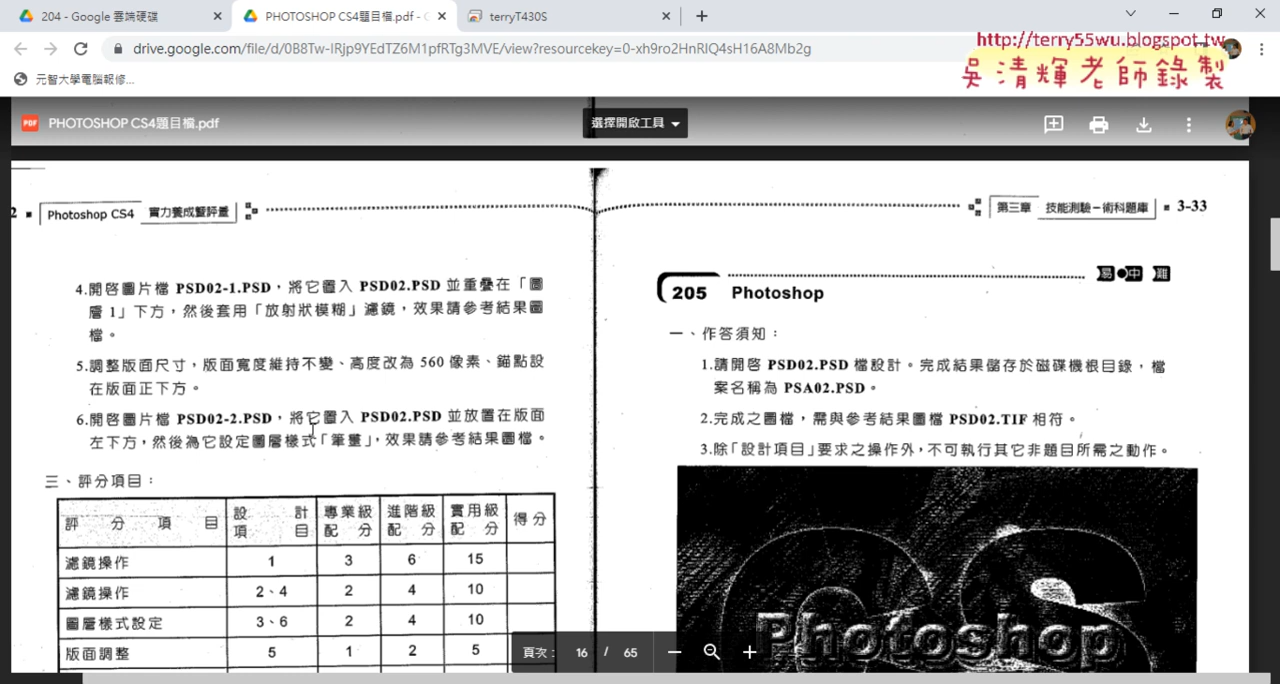 204 - Google 雲端硬碟
PHOTOSHOP CS4題目檔.pdf - G
terryT430S
drive.google.com/file/d/0B8Tw-IRjp9YEdTZ6M1pfRTg3MVE/view?resourcekey=0-xh9ro2HnRIQ4sH16A8Mb2g
http://terry55wu.blogspot.tw
吳清輝老師錄製
元智大學電腦報修...
PDF PHOTOSHOP CS4題目檔.pdf
選擇開啟工具
2 Photoshop CS4 實力養成暨評量
4.開啓圖片檔 PSD02-1.PSD，將它置入 PSD02.PSD 並重疊在「圖
層 1」下方，然後套用「放射狀模糊」濾鏡，效果請參考結果圖
檔。
5.調整版面尺寸，版面寬度維持不變、高度改為 560 像素、錨點設
在版面正下方。
6.開啓圖片檔 PSD02-2.PSD，將它置入 PSD02.PSD 並放置在版面
左下方，然後為它設定圖層樣式「筆畫」，效果請參考結果圖檔。
三、評分項目：
評分項目 設計項目 專業級配分 進階級配分 實用級配分 得分
濾鏡操作 1 3 6 15
濾鏡操作 2、4 2 4 10
圖層樣式設定 3、6 2 4 10
版面調整 5 1 2 5
第三章 技能測驗－術科題庫 3-33
易 中 難
205 Photoshop
一、作答須知：
1.請開啓 PSD02.PSD 檔設計。完成結果儲存於磁碟機根目錄，檔
案名稱為 PSA02.PSD。
2.完成之圖檔，需與參考結果圖檔 PSD02.TIF 相符。
3.除「設計項目」要求之操作外，不可執行其它非題目所需之動作。
CS
Photoshop
頁次： 16 / 65